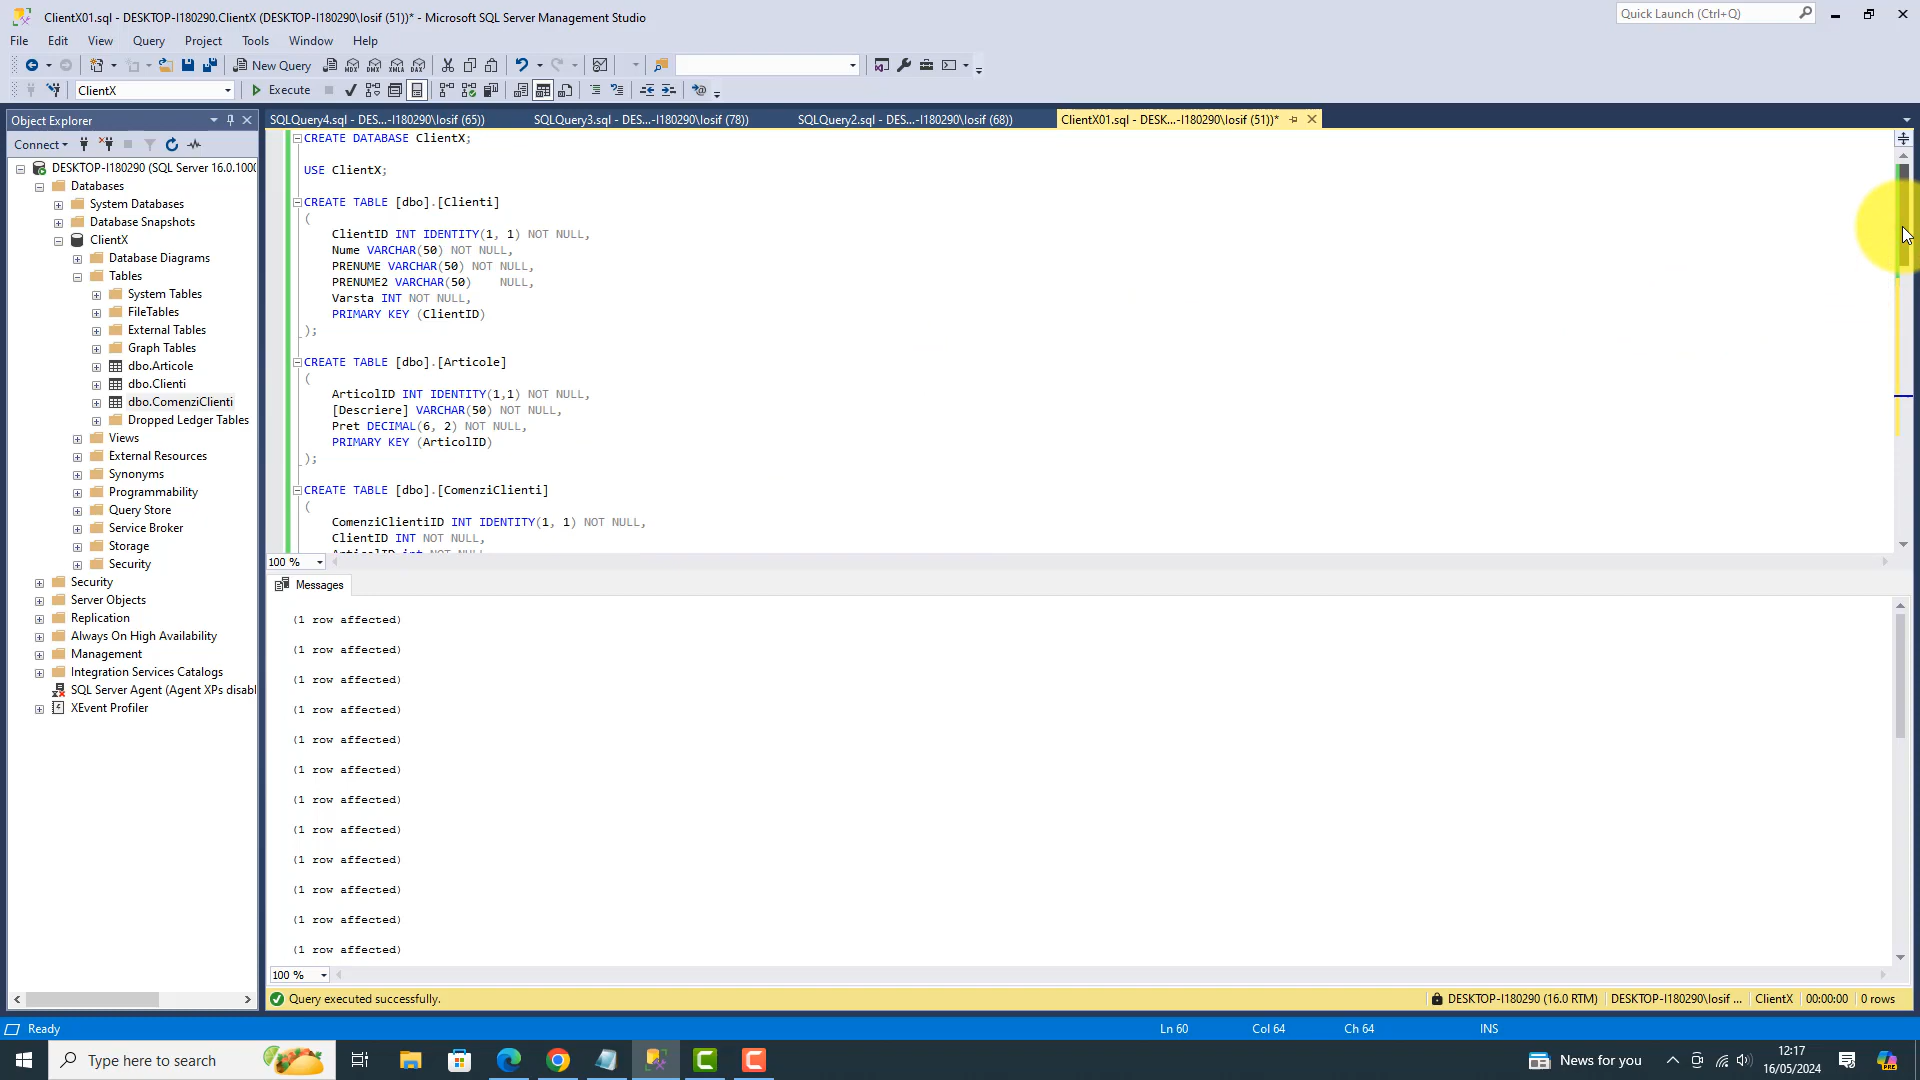 ClientX01.sql - DESKTOP-I180290.ClientX (DESKTOP-I180290\Iosif (51))* - Microsoft SQL Server Management Studio
Quick Launch (Ctrl+Q)
File Edit View Query Project Tools Window Help
New Query
MDX DMX XMLA DAX
ClientX
Execute
Object Explorer
SQLQuery4.sql - DES...-I180290\Iosif (65))
SQLQuery3.sql - DES...-I180290\Iosif (78))
SQLQuery2.sql - DES...-I180290\Iosif (68))
ClientX01.sql - DESK...-I180290\Iosif (51))*
Connect
DESKTOP-I180290 (SQL Server 16.0.1000
Databases
System Databases
Database Snapshots
ClientX
Database Diagrams
Tables
System Tables
FileTables
External Tables
Graph Tables
dbo.Articole
dbo.Clienti
dbo.ComenziClienti
Dropped Ledger Tables
Views
External Resources
Synonyms
Programmability
Query Store
Service Broker
Storage
Security
Security
Server Objects
Replication
Always On High Availability
Management
Integration Services Catalogs
SQL Server Agent (Agent XPs disabl
XEvent Profiler
CREATE DATABASE ClientX;
USE ClientX;
CREATE TABLE [dbo].[Clienti]
(
ClientID INT IDENTITY(1, 1) NOT NULL,
Nume VARCHAR(50) NOT NULL,
PRENUME VARCHAR(50) NOT NULL,
PRENUME2 VARCHAR(50) NULL,
Varsta INT NOT NULL,
PRIMARY KEY (ClientID)
);
CREATE TABLE [dbo].[Articole]
(
ArticolID INT IDENTITY(1,1) NOT NULL,
[Descriere] VARCHAR(50) NOT NULL,
Pret DECIMAL(6, 2) NOT NULL,
PRIMARY KEY (ArticolID)
);
CREATE TABLE [dbo].[ComenziClienti]
(
ComenziClientiID INT IDENTITY(1, 1) NOT NULL,
ClientID INT NOT NULL,
ArticolID int NOT NULL
100 %
Messages
(1 row affected)
(1 row affected)
(1 row affected)
(1 row affected)
(1 row affected)
(1 row affected)
(1 row affected)
(1 row affected)
(1 row affected)
(1 row affected)
(1 row affected)
(1 row affected)
100 %
Query executed successfully.
DESKTOP-I180290 (16.0 RTM) DESKTOP-I180290\Iosif ... ClientX 00:00:00 0 rows
Ready
Ln 60 Col 64 Ch 64 INS
Type here to search
News for you
12:17
16/05/2024
PRE